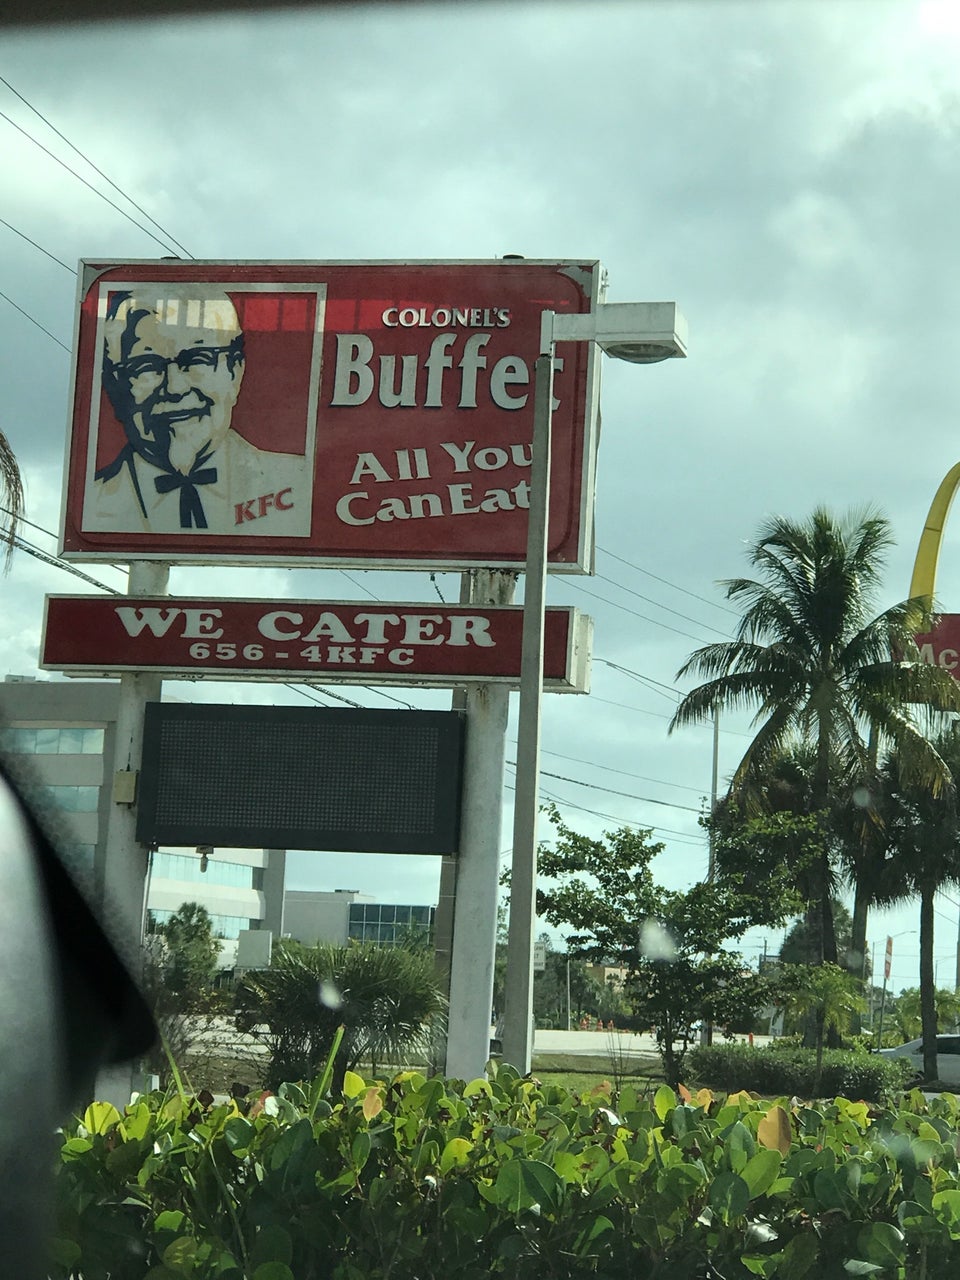 COLONEL'S
Buffet
All You
Can Eat
KFC
WE CATER
656-4KFC
Mc